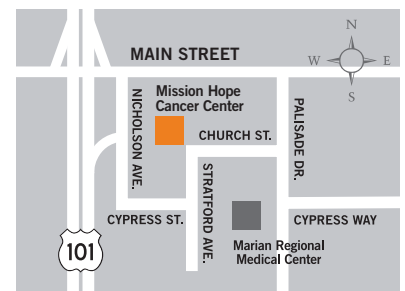 N
W E
S
MAIN STREET
Mission Hope
Cancer Center
NICHOLSON AVE.
PALISADE DR.
CHURCH ST.
STRATFORD AVE.
CYPRESS ST.
CYPRESS WAY
101
Marian Regional
Medical Center